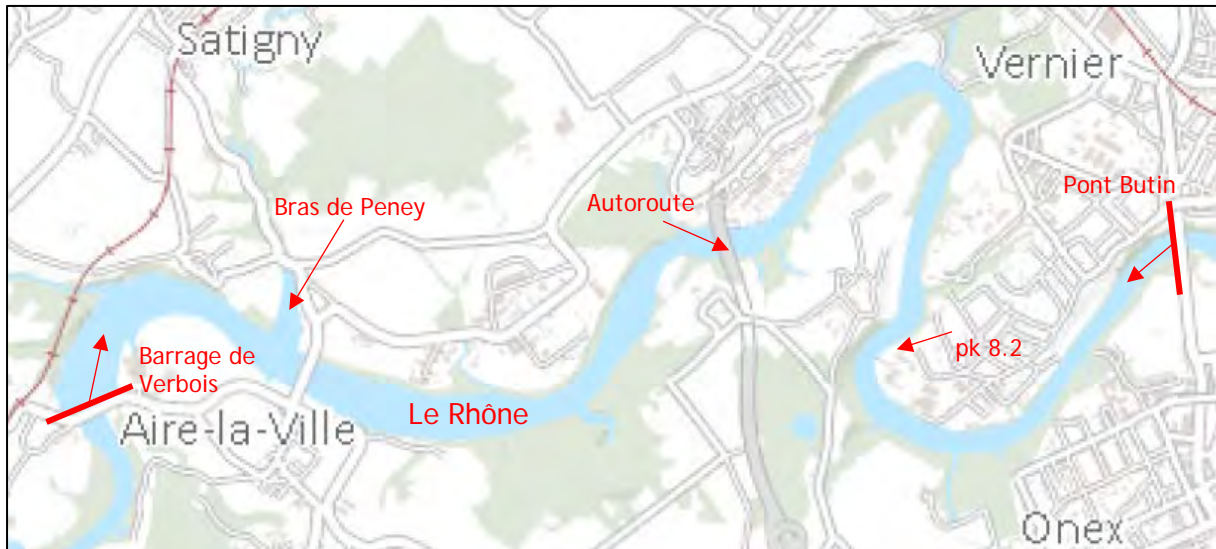 Satigny
Vernier
Pont Butin
Bras de Peney
Autoroute
pk 8.2
Barrage de
Verbois
Le Rhône
Aire-la-Ville
Onex